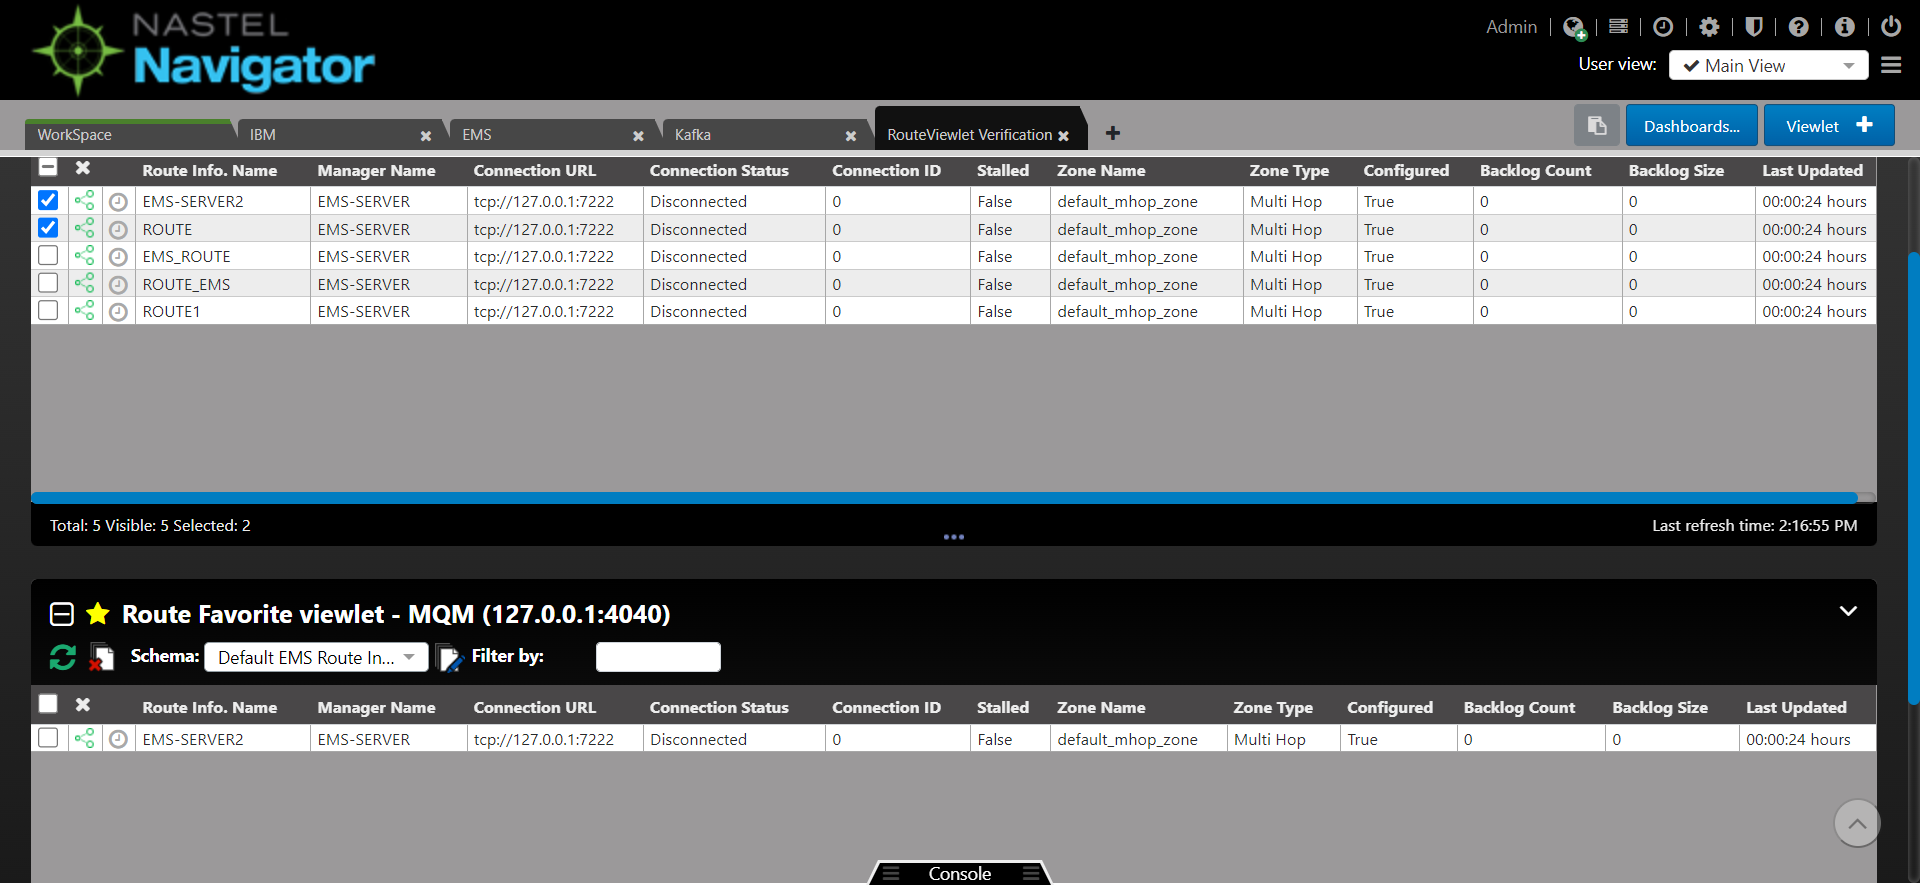 NASTEL
Navigator
Admin
User view: Main View
WorkSpace IBM EMS Kafka RouteViewlet Verification
Dashboards... Viewlet
Route Info. Name Manager Name Connection URL Connection Status Connection ID Stalled Zone Name Zone Type Configured Backlog Count Backlog Size Last Updated
EMS-SERVER2 EMS-SERVER tcp://127.0.0.1:7222 Disconnected 0 False default_mhop_zone Multi Hop True 0 0 00:00:24 hours
ROUTE EMS-SERVER tcp://127.0.0.1:7222 Disconnected 0 False default_mhop_zone Multi Hop True 0 0 00:00:24 hours
EMS_ROUTE EMS-SERVER tcp://127.0.0.1:7222 Disconnected 0 False default_mhop_zone Multi Hop True 0 0 00:00:24 hours
ROUTE_EMS EMS-SERVER tcp://127.0.0.1:7222 Disconnected 0 False default_mhop_zone Multi Hop True 0 0 00:00:24 hours
ROUTE1 EMS-SERVER tcp://127.0.0.1:7222 Disconnected 0 False default_mhop_zone Multi Hop True 0 0 00:00:24 hours
Total: 5 Visible: 5 Selected: 2 Last refresh time: 2:16:55 PM
Route Favorite viewlet - MQM (127.0.0.1:4040)
Schema: Default EMS Route In... Filter by:
Route Info. Name Manager Name Connection URL Connection Status Connection ID Stalled Zone Name Zone Type Configured Backlog Count Backlog Size Last Updated
EMS-SERVER2 EMS-SERVER tcp://127.0.0.1:7222 Disconnected 0 False default_mhop_zone Multi Hop True 0 0 00:00:24 hours
Console